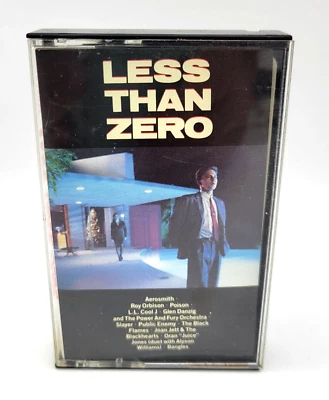 LESS
THAN
ZERO
Aerosmith ·
Roy Orbison · Poison ·
L.L. Cool J · Glen Danzig
and The Power And Fury Orchestra
Slayer · Public Enemy · The Black
Flames · Joan Jett & The
Blackhearts · Oran "Juice"
Jones (duet with Alyson
Williams) · Bangles